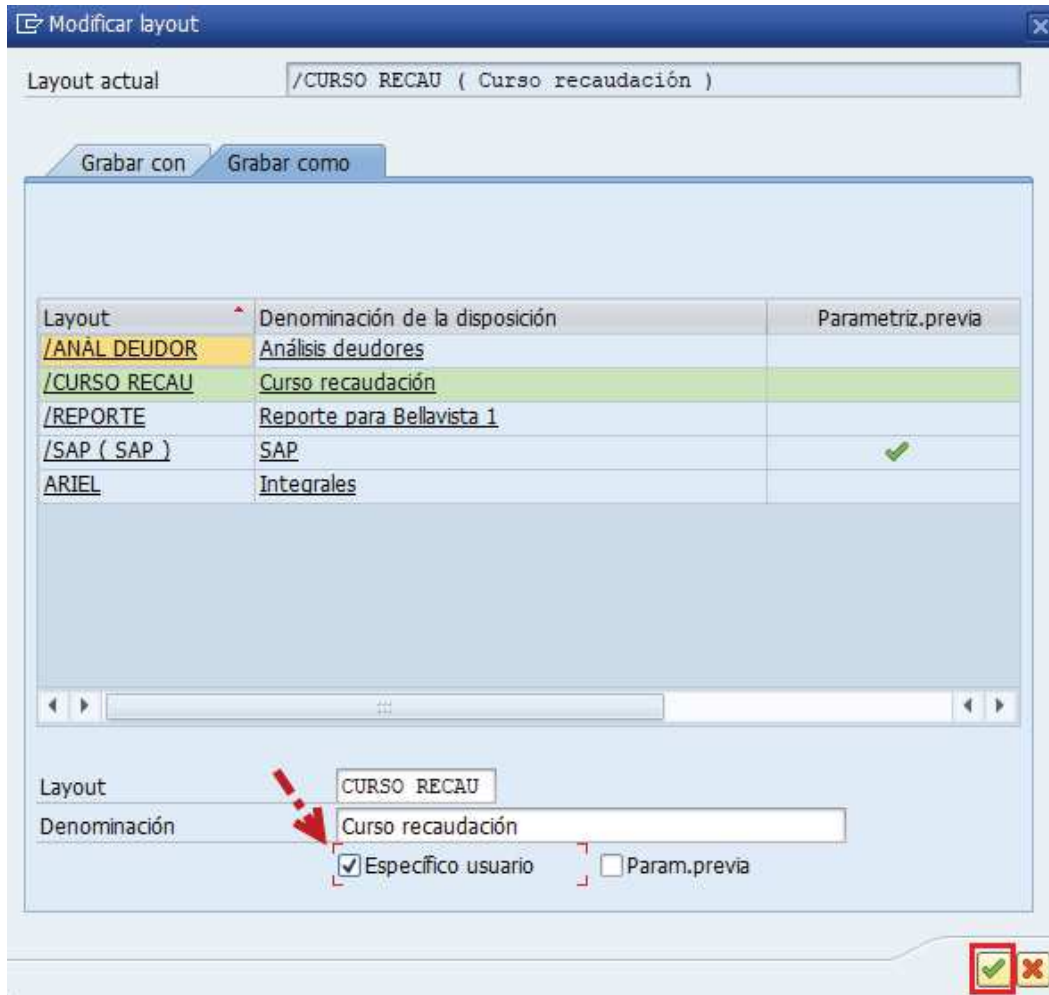 Modificar layout
Layout actual /CURSO RECAU ( Curso recaudación )
Grabar con Grabar como
Layout Denominación de la disposición Parametriz.previa
/ANÀL DEUDOR Análisis deudores
/CURSO RECAU Curso recaudación
/REPORTE Reporte para Bellavista 1
/SAP ( SAP ) SAP
ARIEL Integrales
Layout CURSO RECAU
Denominación Curso recaudación
Específico usuario Param.previa